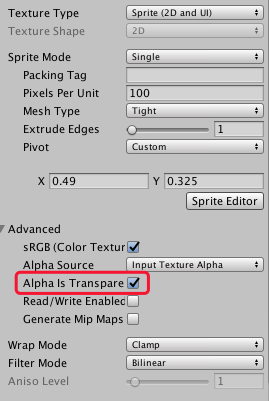 Texture Type Sprite (2D and UI)
Texture Shape 2D
Sprite Mode Single
Packing Tag
Pixels Per Unit 100
Mesh Type Tight
Extrude Edges 1
Pivot Custom
X 0.49 Y 0.325
Sprite Editor
Advanced
sRGB (Color Textur
Alpha Source Input Texture Alpha
Alpha Is Transpare
Read/Write Enabled
Generate Mip Maps
Wrap Mode Clamp
Filter Mode Bilinear
Aniso Level 1